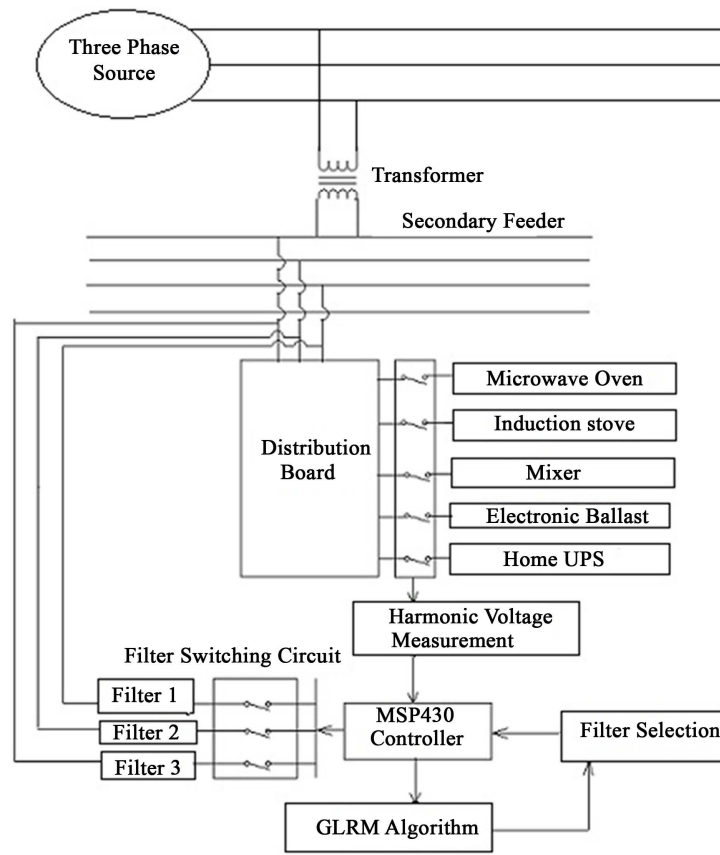 Three Phase
Source
Transformer
Secondary Feeder
Microwave Oven
Induction stove
Distribution
Board
Mixer
Electronic Ballast
Home UPS
Harmonic Voltage
Measurement
Filter Switching Circuit
Filter 1
Filter 2
Filter 3
MSP430
Controller
Filter Selection
GLRM Algorithm